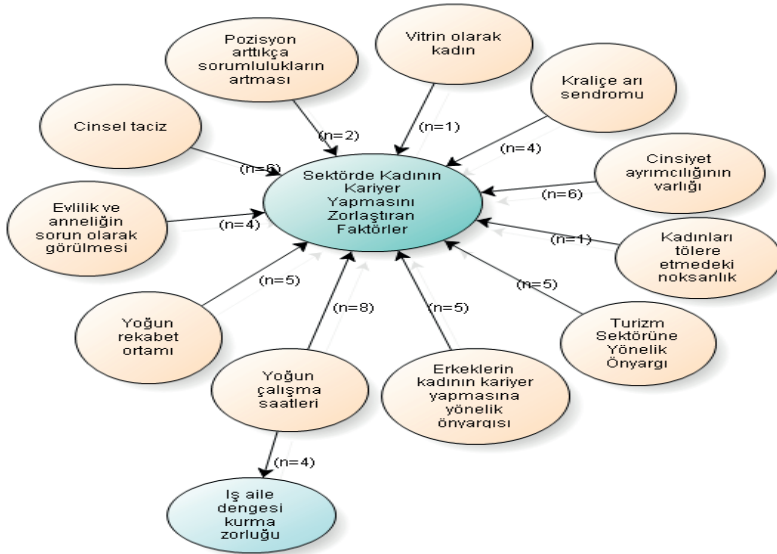 Pozisyon
arttıkça
sorumlulukların
artması
Vitrin olarak
kadın
Kraliçe arı
sendromu
Cinsel taciz
(n=2)
(n=1)
(n=4)
(n=6)
Sektörde Kadının
Kariyer
Yapmasını
Zorlaştıran
Faktörler
Cinsiyet
ayrımcılığının
varlığı
(n=6)
Evlilik ve
anneliğin
sorun olarak
görülmesi
(n=4)
(n=1)
Kadınları
tölere
etmedeki
noksanlık
Yoğun
rekabet
ortamı
(n=5)
(n=8)
(n=5)
(n=5)
Turizm
Sektörüne
Yönelik
Önyargı
Yoğun
çalışma
saatleri
Erkeklerin
kadının kariyer
yapmasına
yönelik
önyargısı
(n=4)
Iş aile
dengesi
kurma
zorluğu